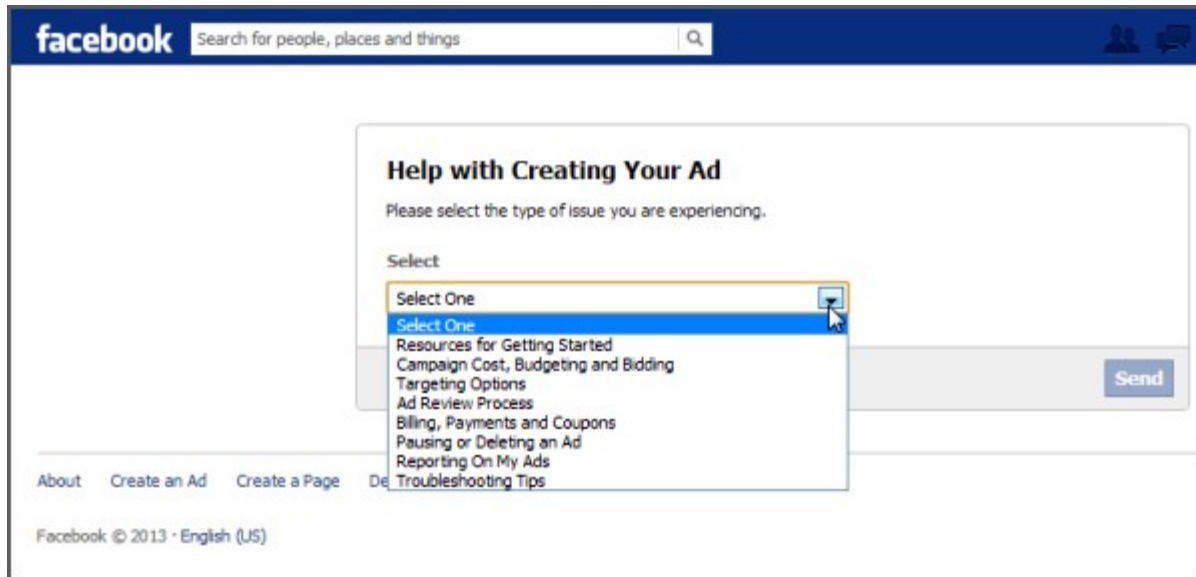 facebook Search for people, places and things
Help with Creating Your Ad
Please select the type of issue you are experiencing.
Select
Select One
Select One
Resources for Getting Started
Campaign Cost, Budgeting and Bidding
Targeting Options
Ad Review Process
Billing, Payments and Coupons
Pausing or Deleting an Ad
Reporting On My Ads
Troubleshooting Tips
Send
About Create an Ad Create a Page De
Facebook © 2013 · English (US)